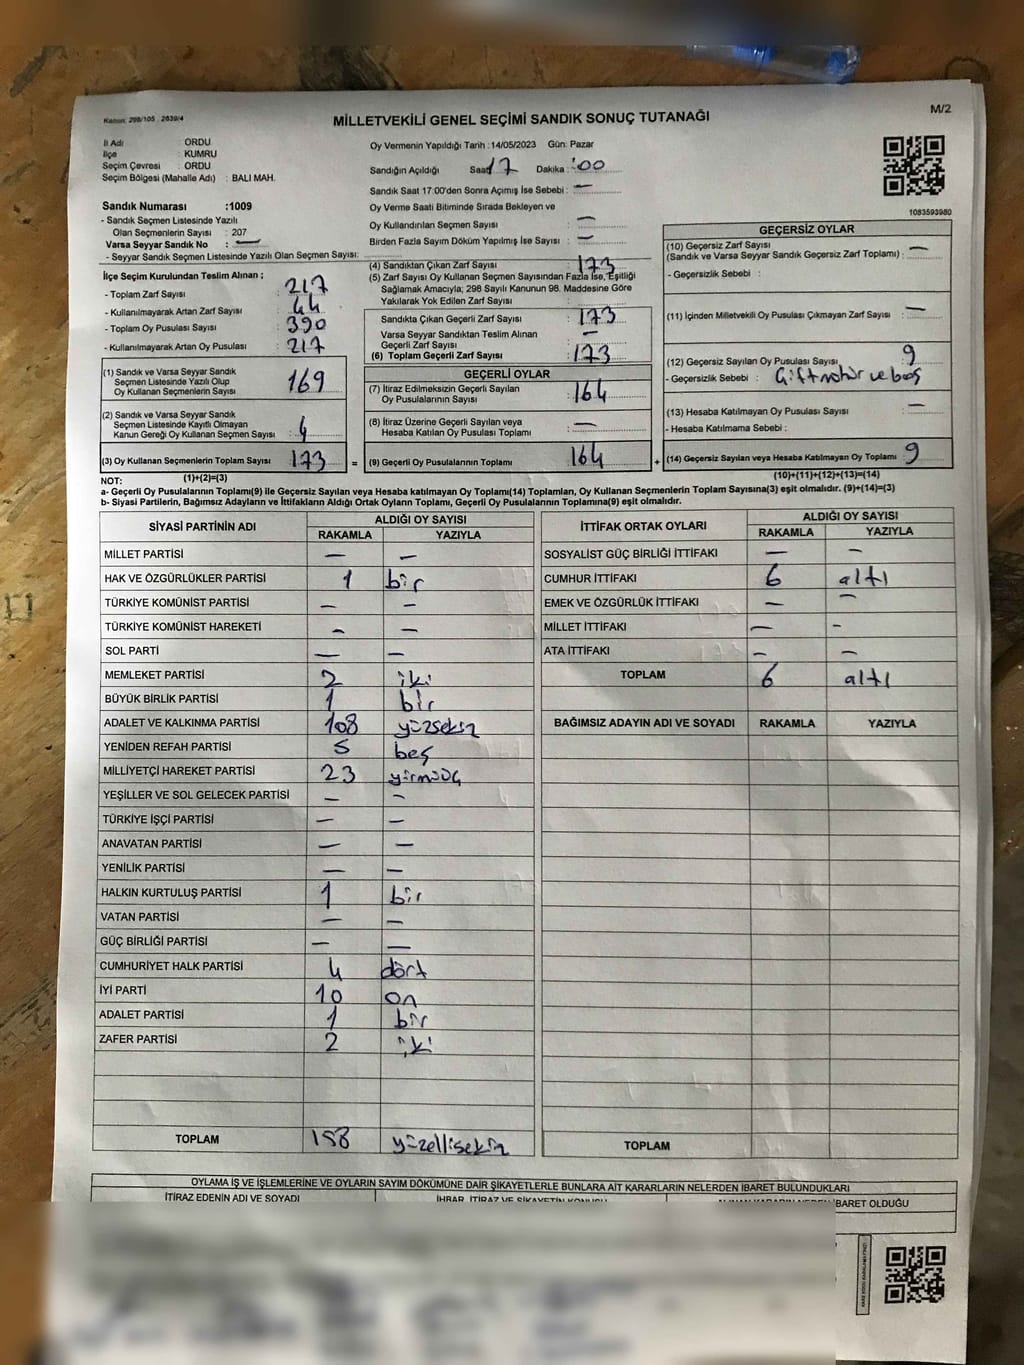 Kanun: 298/105 , 2839/4
MİLLETVEKİLİ GENEL SEÇİMİ SANDIK SONUÇ TUTANAĞI
M/2
İl Adı : ORDU
İlçe : KUMRU
Seçim Çevresi : ORDU
Seçim Bölgesi (Mahalle Adı) : BALI MAH.
Sandık Numarası :1009
- Sandık Seçmen Listesinde Yazılı
Olan Seçmenlerin Sayısı : 207
Varsa Seyyar Sandık No : —
- Seyyar Sandık Seçmen Listesinde Yazılı Olan Seçmen Sayısı:
Oy Vermenin Yapıldığı Tarih :14/05/2023 Gün: Pazar
Sandığın Açıldığı Saat 17 Dakika :00
Sandık Saat 17:00'den Sonra Açımış İse Sebebi : —
Oy Verme Saati Bitiminde Sırada Bekleyen ve
Oy Kullandırılan Seçmen Sayısı : —
Birden Fazla Sayım Döküm Yapılmış İse Sayısı : —
1083593980
İlçe Seçim Kurulundan Teslim Alınan ;
- Toplam Zarf Sayısı : 217
- Kullanılmayarak Artan Zarf Sayısı : 44
- Toplam Oy Pusulası Sayısı : 390
- Kullanılmayarak Artan Oy Pusulası : 217
(1) Sandık ve Varsa Seyyar Sandık
Seçmen Listesinde Yazılı Olup
Oy Kullanan Seçmenlerin Sayısı : 169
(2) Sandık ve Varsa Seyyar Sandık
Seçmen Listesinde Kayıtlı Olmayan
Kanun Gereği Oy Kullanan Seçmen Sayısı : 4
(3) Oy Kullanan Seçmenlerin Toplam Sayısı : 173
(4) Sandıktan Çıkan Zarf Sayısı : 173
(5) Zarf Sayısı Oy Kullanan Seçmen Sayısından Fazla İse, Eşitliği
Sağlamak Amacıyla; 298 Sayılı Kanunun 98. Maddesine Göre
Yakılarak Yok Edilen Zarf Sayısı :
Sandıkta Çıkan Geçerli Zarf Sayısı : 173
Varsa Seyyar Sandıktan Teslim Alınan
Geçerli Zarf Sayısı : —
(6) Toplam Geçerli Zarf Sayısı : 173
GEÇERLİ OYLAR
(7) İtiraz Edilmeksizin Geçerli Sayılan
Oy Pusulalarının Sayısı : 164
(8) İtiraz Üzerine Geçerli Sayılan veya
Hesaba Katılan Oy Pusulası Toplamı : —
= (9) Geçerli Oy Pusulalarının Toplamı : 164
GEÇERSİZ OYLAR
(10) Geçersiz Zarf Sayısı
(Sandık ve Varsa Seyyar Sandık Geçersiz Zarf Toplamı) : —
- Geçersizlik Sebebi :
(11) İçinden Milletvekili Oy Pusulası Çıkmayan Zarf Sayısı : —
(12) Geçersiz Sayılan Oy Pusulası Sayısı : 9
- Geçersizlik Sebebi : Çift mühür ve boş
(13) Hesaba Katılmayan Oy Pusulası Sayısı : —
- Hesaba Katılmama Sebebi :
+ (14) Geçersiz Sayılan veya Hesaba Katılmayan Oy Toplamı : 9
NOT: (1)+(2)=(3) (10)+(11)+(12)+(13)=(14)
a- Geçerli Oy Pusulalarının Toplamı(9) ile Geçersiz Sayılan veya Hesaba katılmayan Oy Toplamı(14) Toplamları, Oy Kullanan Seçmenlerin Toplam Sayısına(3) eşit olmalıdır. (9)+(14)=(3)
b- Siyasi Partilerin, Bağımsız Adayların ve İttifakların Aldığı Ortak Oyların Toplamı, Geçerli Oy Pusulalarının Toplamına(9) eşit olmalıdır.
SİYASİ PARTİNİN ADI ALDIĞI OY SAYISI
RAKAMLA YAZIYLA
MİLLET PARTİSİ — —
HAK VE ÖZGÜRLÜKLER PARTİSİ 1 bir
TÜRKİYE KOMÜNİST PARTİSİ — —
TÜRKİYE KOMÜNİST HAREKETİ — —
SOL PARTİ — —
MEMLEKET PARTİSİ 2 iki
BÜYÜK BİRLİK PARTİSİ 1 bir
ADALET VE KALKINMA PARTİSİ 108 yüzsekiz
YENİDEN REFAH PARTİSİ 5 beş
MİLLİYETÇİ HAREKET PARTİSİ 23 yirmüüç
YEŞİLLER VE SOL GELECEK PARTİSİ — —
TÜRKİYE İŞÇİ PARTİSİ — —
ANAVATAN PARTİSİ — —
YENİLİK PARTİSİ — —
HALKIN KURTULUŞ PARTİSİ 1 bir
VATAN PARTİSİ — —
GÜÇ BİRLİĞİ PARTİSİ — —
CUMHURİYET HALK PARTİSİ 4 dört
İYİ PARTİ 10 on
ADALET PARTİSİ 1 bir
ZAFER PARTİSİ 2 iki
TOPLAM 158 yüzellisekiz
İTTİFAK ORTAK OYLARI ALDIĞI OY SAYISI
RAKAMLA YAZIYLA
SOSYALİST GÜÇ BİRLİĞİ İTTİFAKI — —
CUMHUR İTTİFAKI 6 altı
EMEK VE ÖZGÜRLÜK İTTİFAKI — —
MİLLET İTTİFAKI — —
ATA İTTİFAKI — —
TOPLAM 6 altı
BAĞIMSIZ ADAYIN ADI VE SOYADI RAKAMLA YAZIYLA
TOPLAM
OYLAMA İŞ VE İŞLEMLERİNE VE OYLARIN SAYIM DÖKÜMÜNE DAİR ŞİKAYETLERLE BUNLARA AİT KARARLARIN NELERDEN İBARET BULUNDUKLARI
İTİRAZ EDENİN ADI VE SOYADI İHBAR, İTİRAZ VE ŞİKAYETİN KONUSU İBARET OLDUĞU